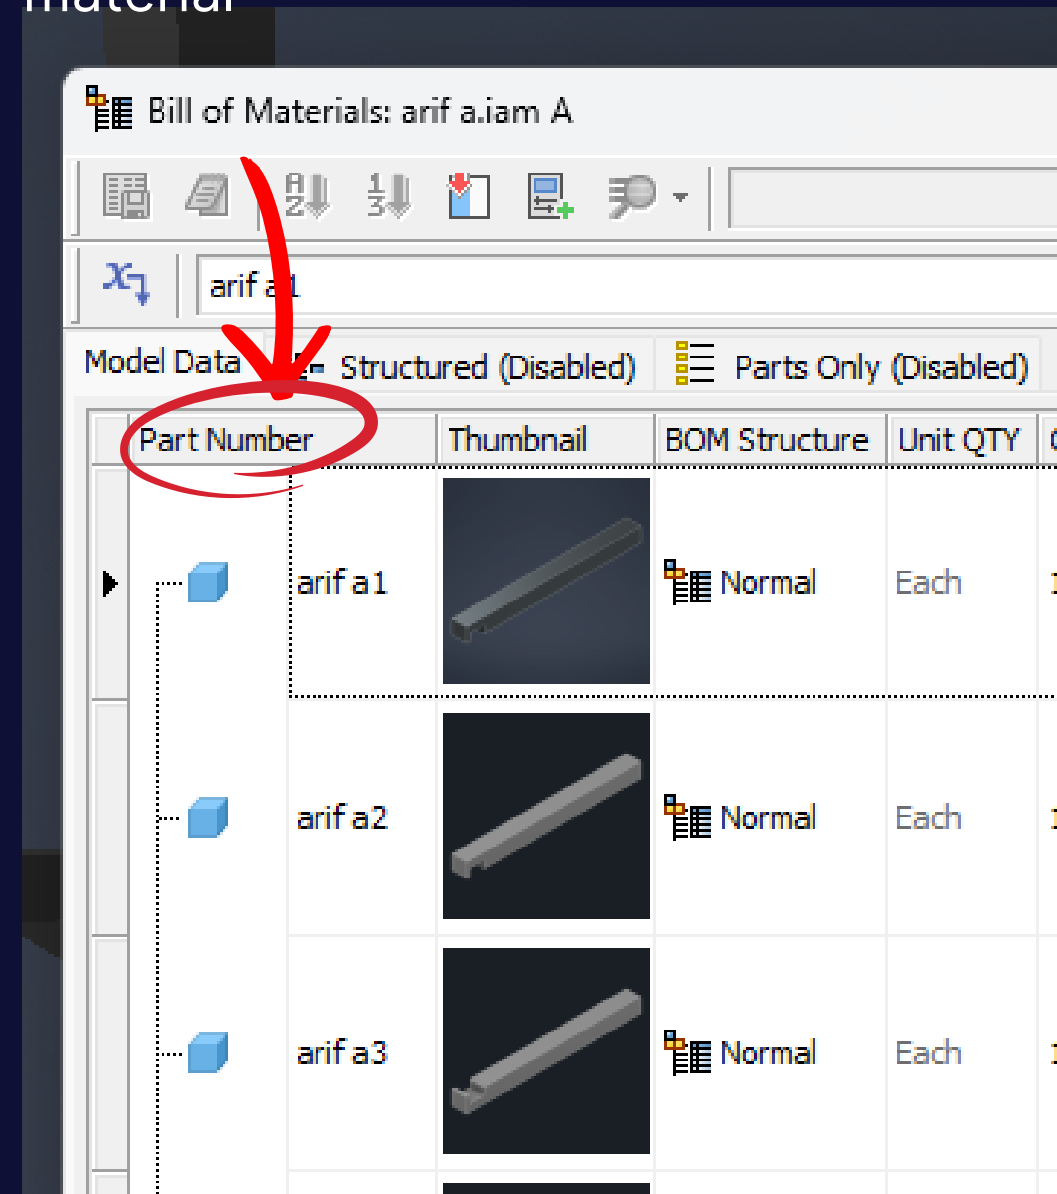 material
Bill of Materials: arif a.iam A
arif a1
Model Data Structured (Disabled) Parts Only (Disabled)
Part Number Thumbnail BOM Structure Unit QTY
arif a1 Normal Each
arif a2 Normal Each
arif a3 Normal Each